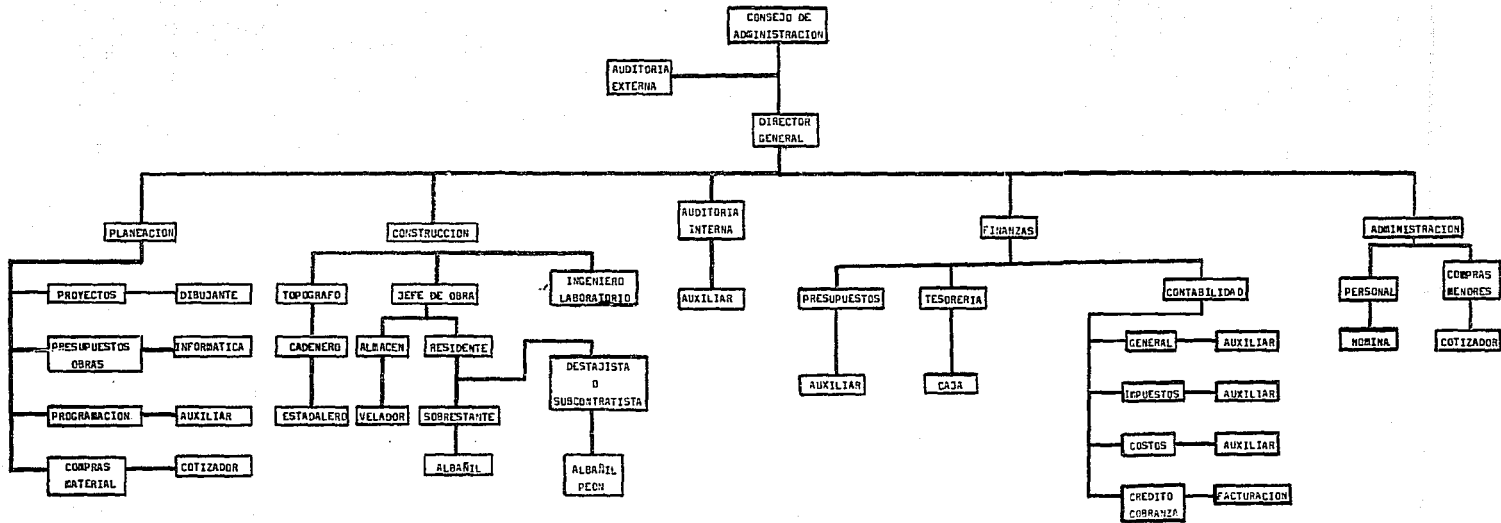 CONSEJO DE
ADMINISTRACION
AUDITORIA
EXTERNA
DIRECTOR
GENERAL
PLANEACION
CONSTRUCCION
AUDITORIA
INTERNA
FINANZAS
ADMINISTRACION
PROYECTOS
DIBUJANTE
PRESUPUESTOS
OBRAS
INFORMATICA
PROGRAMACION
AUXILIAR
COMPRAS
MATERIAL
COTIZADOR
TOPOGRAFO
JEFE DE OBRA
INGENIERO
LABORATORIO
CADENERO
ALMACEN
RESIDENTE
DESTAJISTA
O
SUBCONTRATISTA
ESTADALERO
VELADOR
SOBRESTANTE
ALBAÑIL
ALBAÑIL
PEON
AUXILIAR
PRESUPUESTOS
TESORERIA
CONTABILIDAD
AUXILIAR
CAJA
GENERAL
AUXILIAR
IMPUESTOS
AUXILIAR
COSTOS
AUXILIAR
CREDITO
COBRANZA
FACTURACION
PERSONAL
COMPRAS
MENORES
NOMINA
COTIZADOR